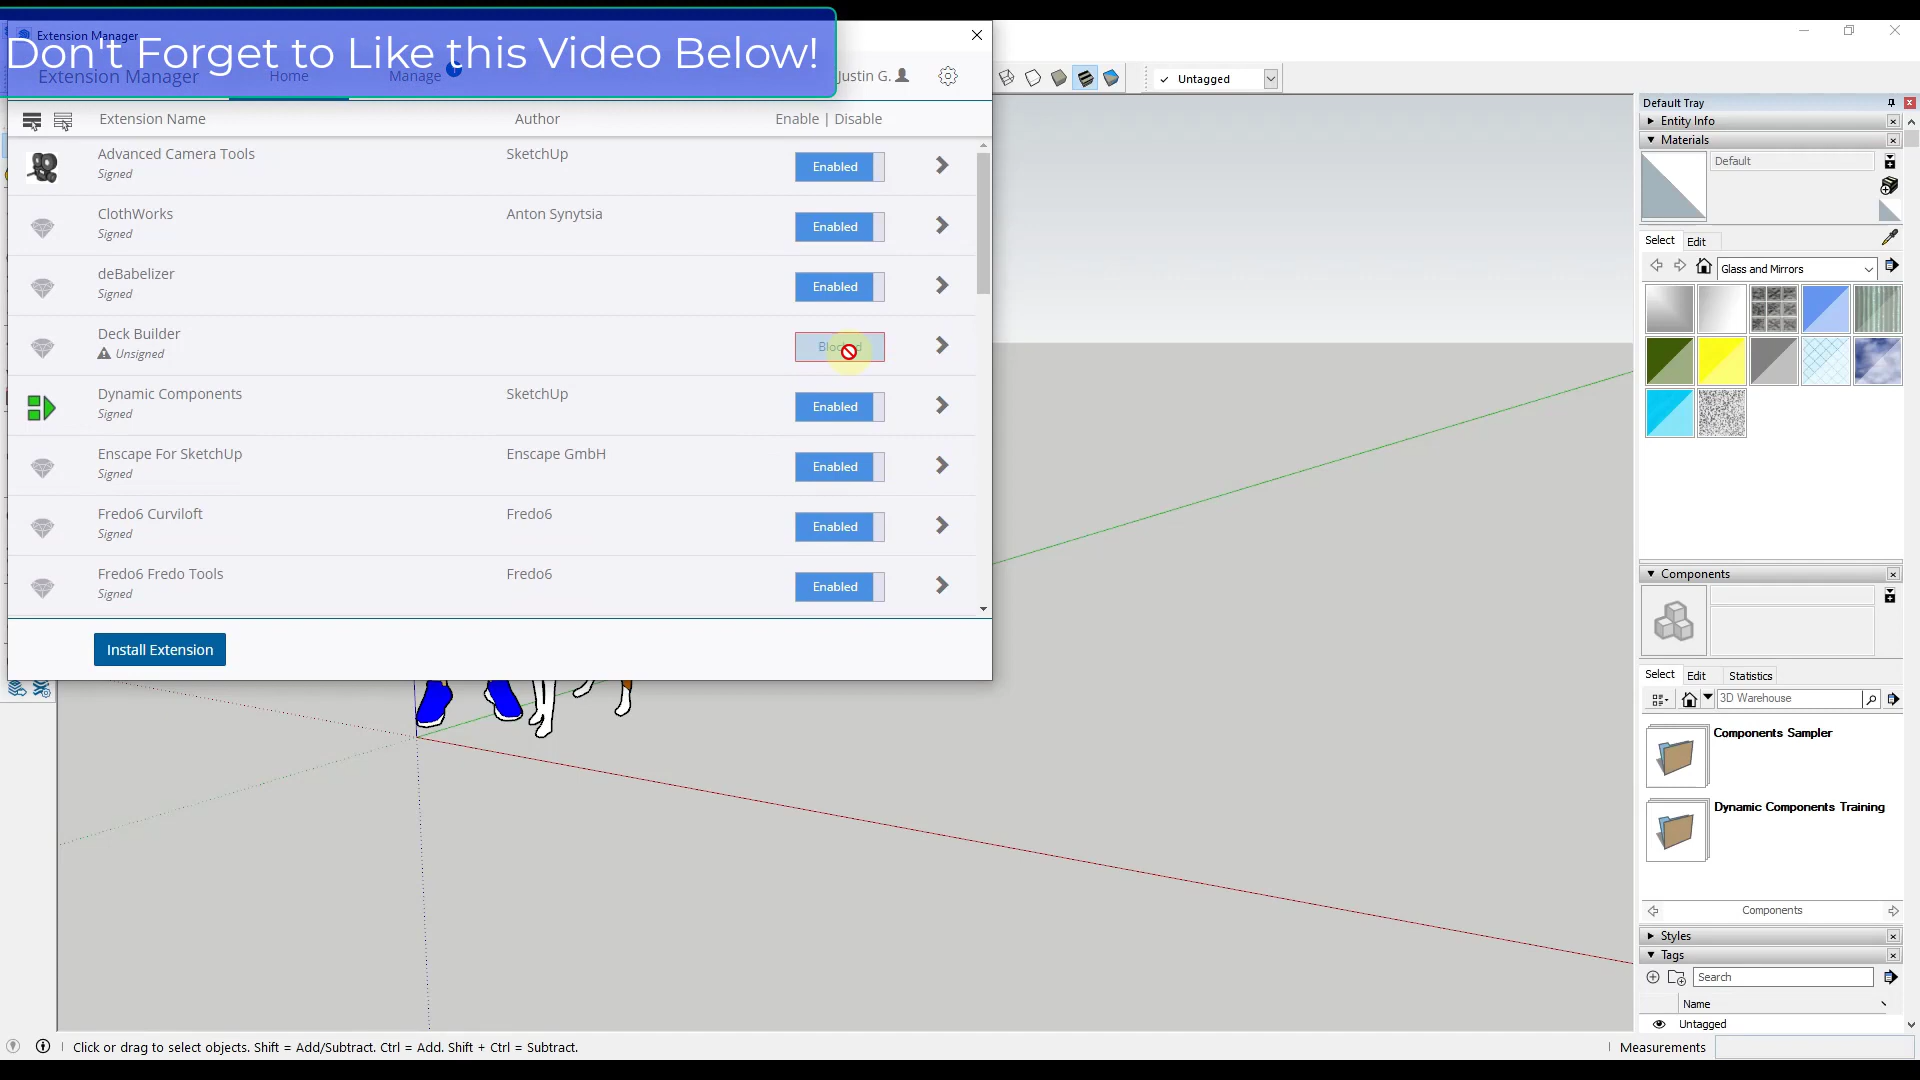 Extension Manager
Don't Forget to Like this Video Below!
Extension Manager
Home
Manage
Justin G.
Untagged
Extension Name
Author
Enable | Disable
Advanced Camera Tools
Signed
SketchUp
Enabled
ClothWorks
Signed
Anton Synytsia
Enabled
deBabelizer
Signed
Enabled
Deck Builder
Unsigned
Dynamic Components
Signed
SketchUp
Enabled
Enscape For SketchUp
Signed
Enscape GmbH
Enabled
Fredo6 Curviloft
Signed
Fredo6
Enabled
Fredo6 Fredo Tools
Signed
Fredo6
Enabled
Install Extension
Default Tray
Entity Info
Materials
Default
Select
Edit
Glass and Mirrors
Components
Select
Edit
Statistics
3D Warehouse
Components Sampler
Dynamic Components Training
Components
Styles
Tags
Search
Name
Untagged
Click or drag to select objects. Shift = Add/Subtract. Ctrl = Add. Shift + Ctrl = Subtract.
Measurements